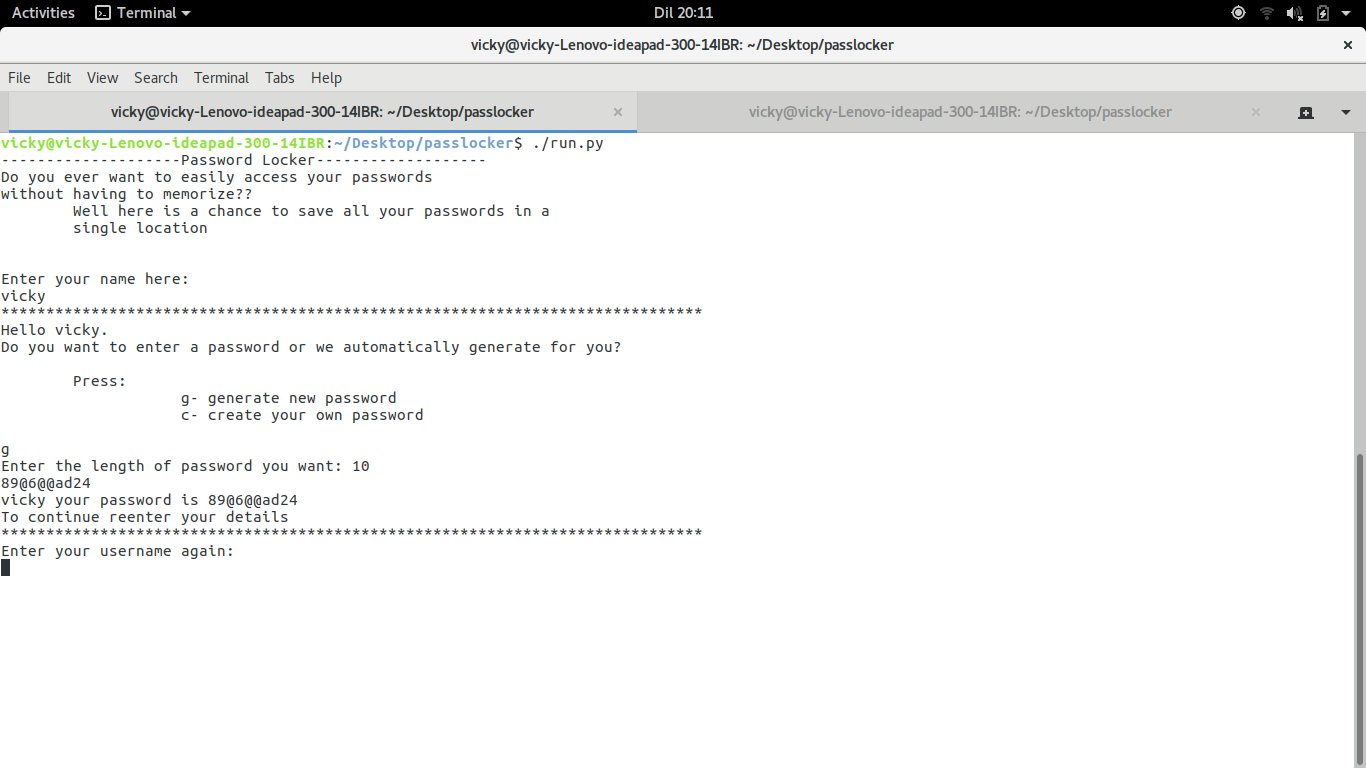 Activities Terminal Dil 20:11
vicky@vicky-Lenovo-ideapad-300-14IBR: ~/Desktop/passlocker
File Edit View Search Terminal Tabs Help
vicky@vicky-Lenovo-ideapad-300-14IBR: ~/Desktop/passlocker vicky@vicky-Lenovo-ideapad-300-14IBR: ~/Desktop/passlocker
vicky@vicky-Lenovo-ideapad-300-14IBR:~/Desktop/passlocker$ ./run.py
--------------------Password Locker-------------------
Do you ever want to easily access your passwords
without having to memorize??
Well here is a chance to save all your passwords in a
single location
Enter your name here:
vicky
******************************************************************************
Hello vicky.
Do you want to enter a password or we automatically generate for you?
Press:
g- generate new password
c- create your own password
g
Enter the length of password you want: 10
89@6@@ad24
vicky your password is 89@6@@ad24
To continue reenter your details
******************************************************************************
Enter your username again: